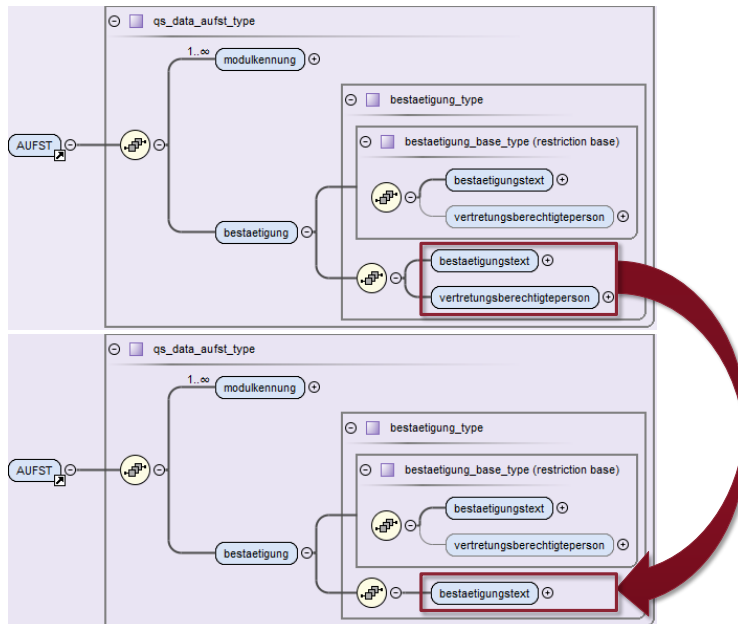 qs_data_aufst_type
1..∞
modulkennung
bestaetigung_type
bestaetigung_base_type (restriction base)
AUFST
bestaetigungstext
vertretungsberechtigteperson
bestaetigung
bestaetigungstext
vertretungsberechtigteperson
qs_data_aufst_type
1..∞
modulkennung
bestaetigung_type
bestaetigung_base_type (restriction base)
AUFST
bestaetigungstext
vertretungsberechtigteperson
bestaetigung
bestaetigungstext